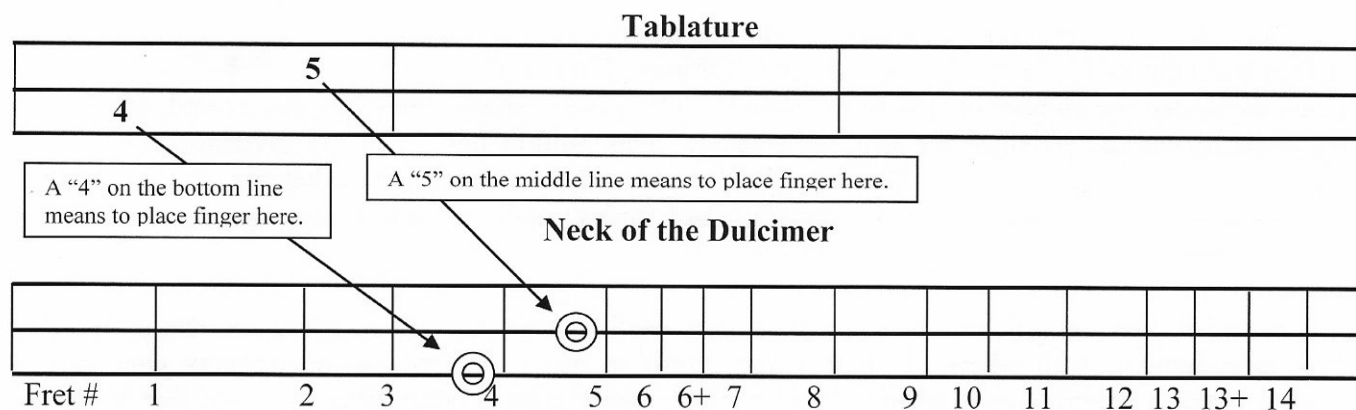 Tablature
5
4
A “4” on the bottom line
means to place finger here.
A “5” on the middle line means to place finger here.
Neck of the Dulcimer
Fret # 1 2 3 4 5 6 6+ 7 8 9 10 11 12 13 13+ 14